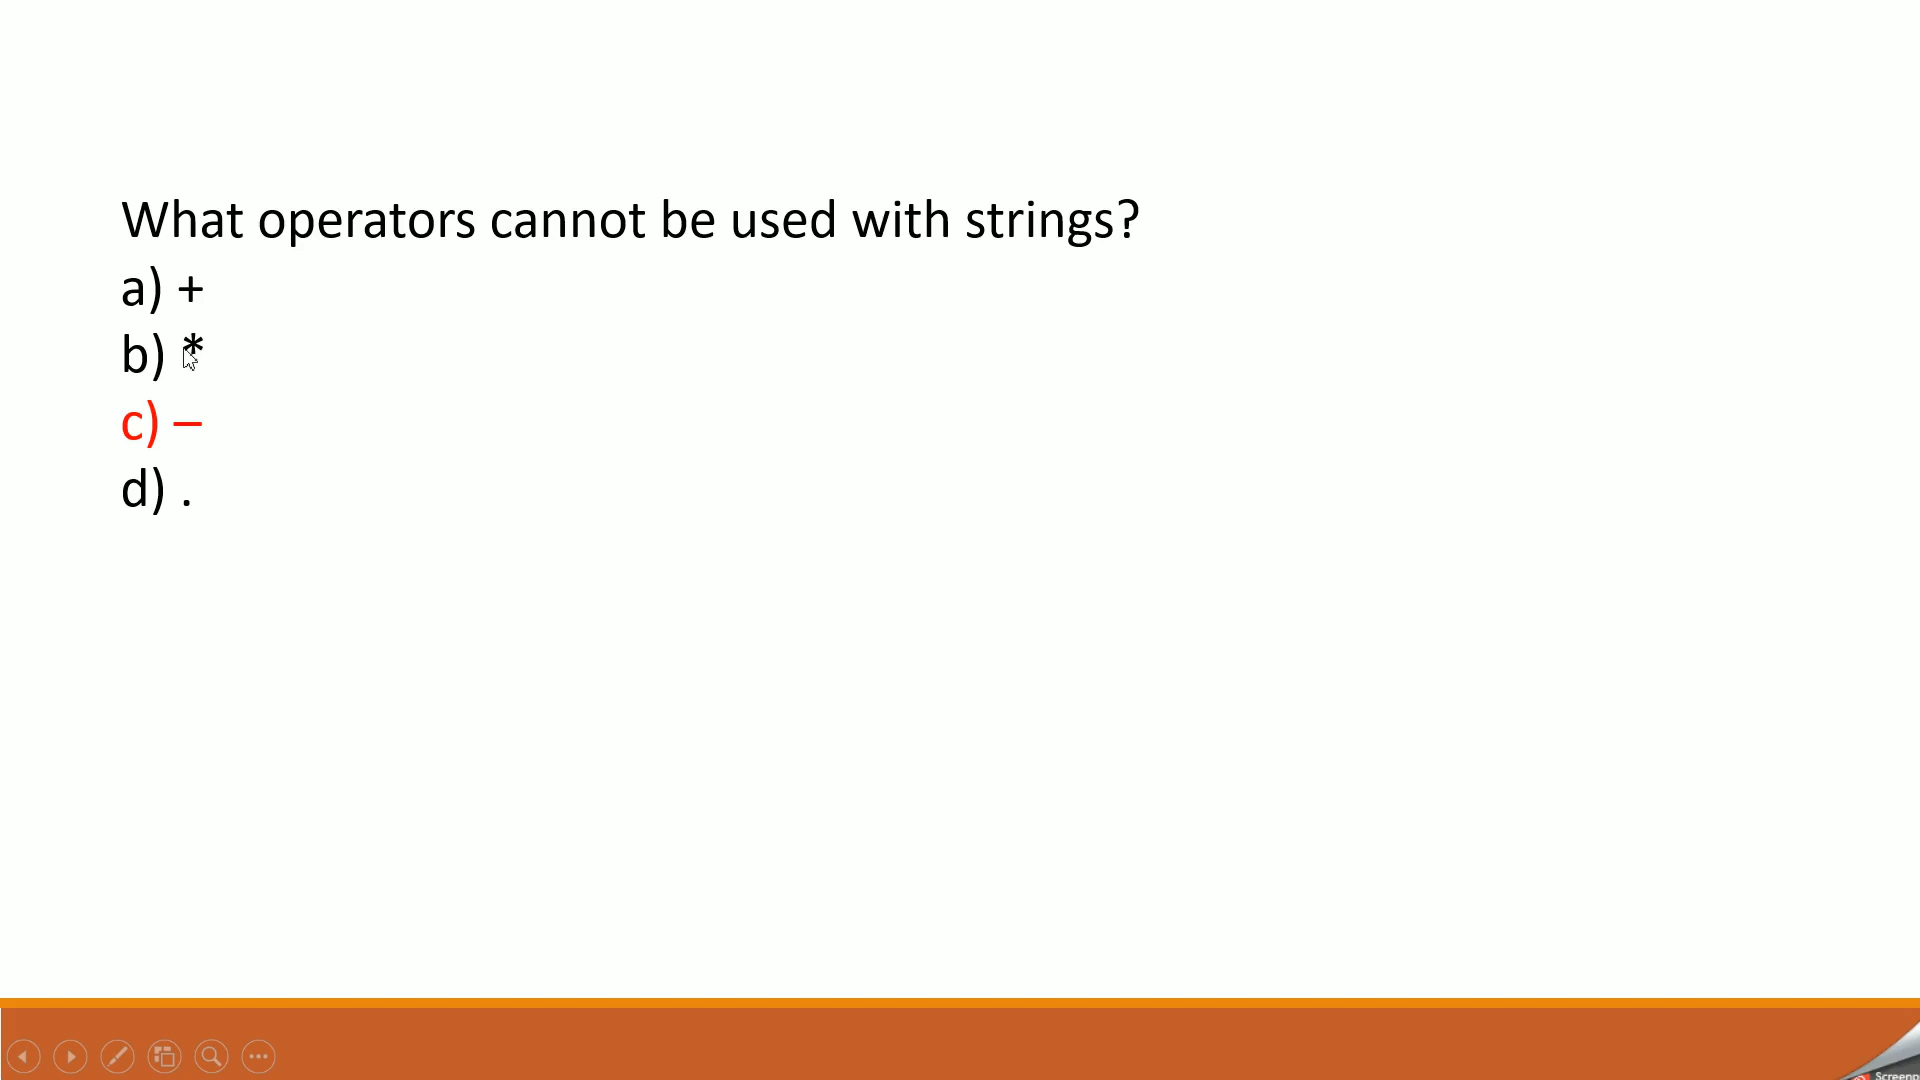 What operators cannot be used with strings?
a) +
b) *
c) –
d) .